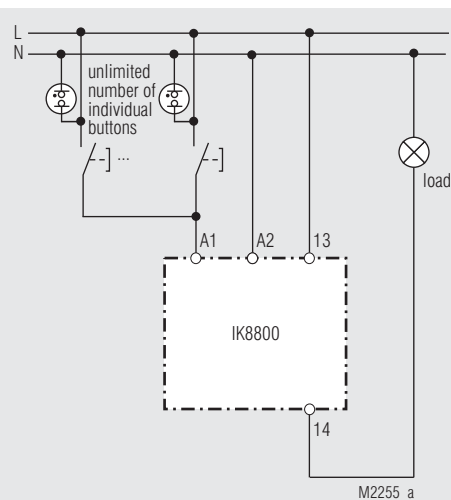 L
N
unlimited
number of
individual
buttons
...
load
A1 A2 13
IK8800
14
M2255_a